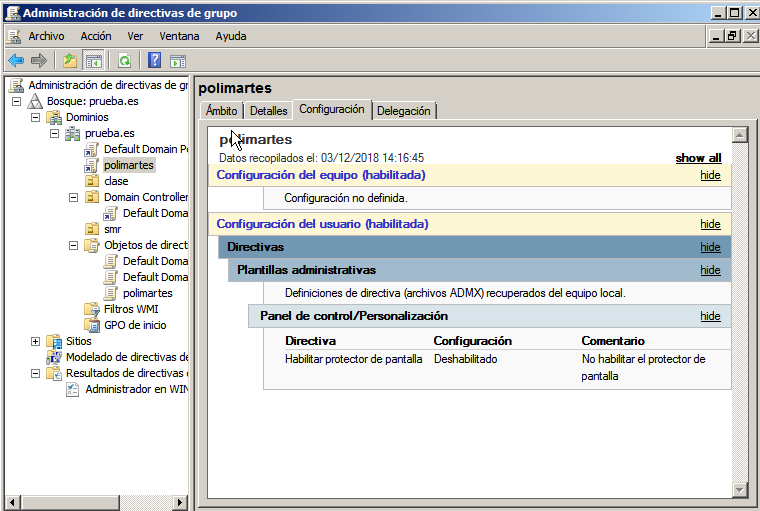 Administración de directivas de grupo
Archivo Acción Ver Ventana Ayuda
Administración de directivas de gr
Bosque: prueba.es
Dominios
prueba.es
Default Domain Po
polimartes
clase
Domain Controller
Default Doma
smr
Objetos de direct
Default Doma
Default Doma
polimartes
Filtros WMI
GPO de inicio
Sitios
Modelado de directivas de
Resultados de directivas
Administrador en WIN
polimartes
Ámbito Detalles Configuración Delegación
polimartes
Datos recopilados el: 03/12/2018 14:16:45 show all
Configuración del equipo (habilitada) hide
Configuración no definida.
Configuración del usuario (habilitada) hide
Directivas hide
Plantillas administrativas hide
Definiciones de directiva (archivos ADMX) recuperados del equipo local.
Panel de control/Personalización hide
Directiva Configuración Comentario
Habilitar protector de pantalla Deshabilitado No habilitar el protector de
pantalla